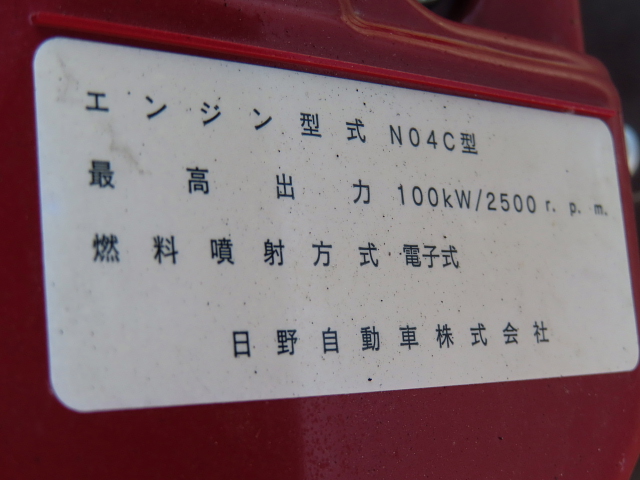 エンジン型式 N04C型
最高出力 100kW/2500 r. p. m.
燃料噴射方式 電子式
日野自動車株式会社